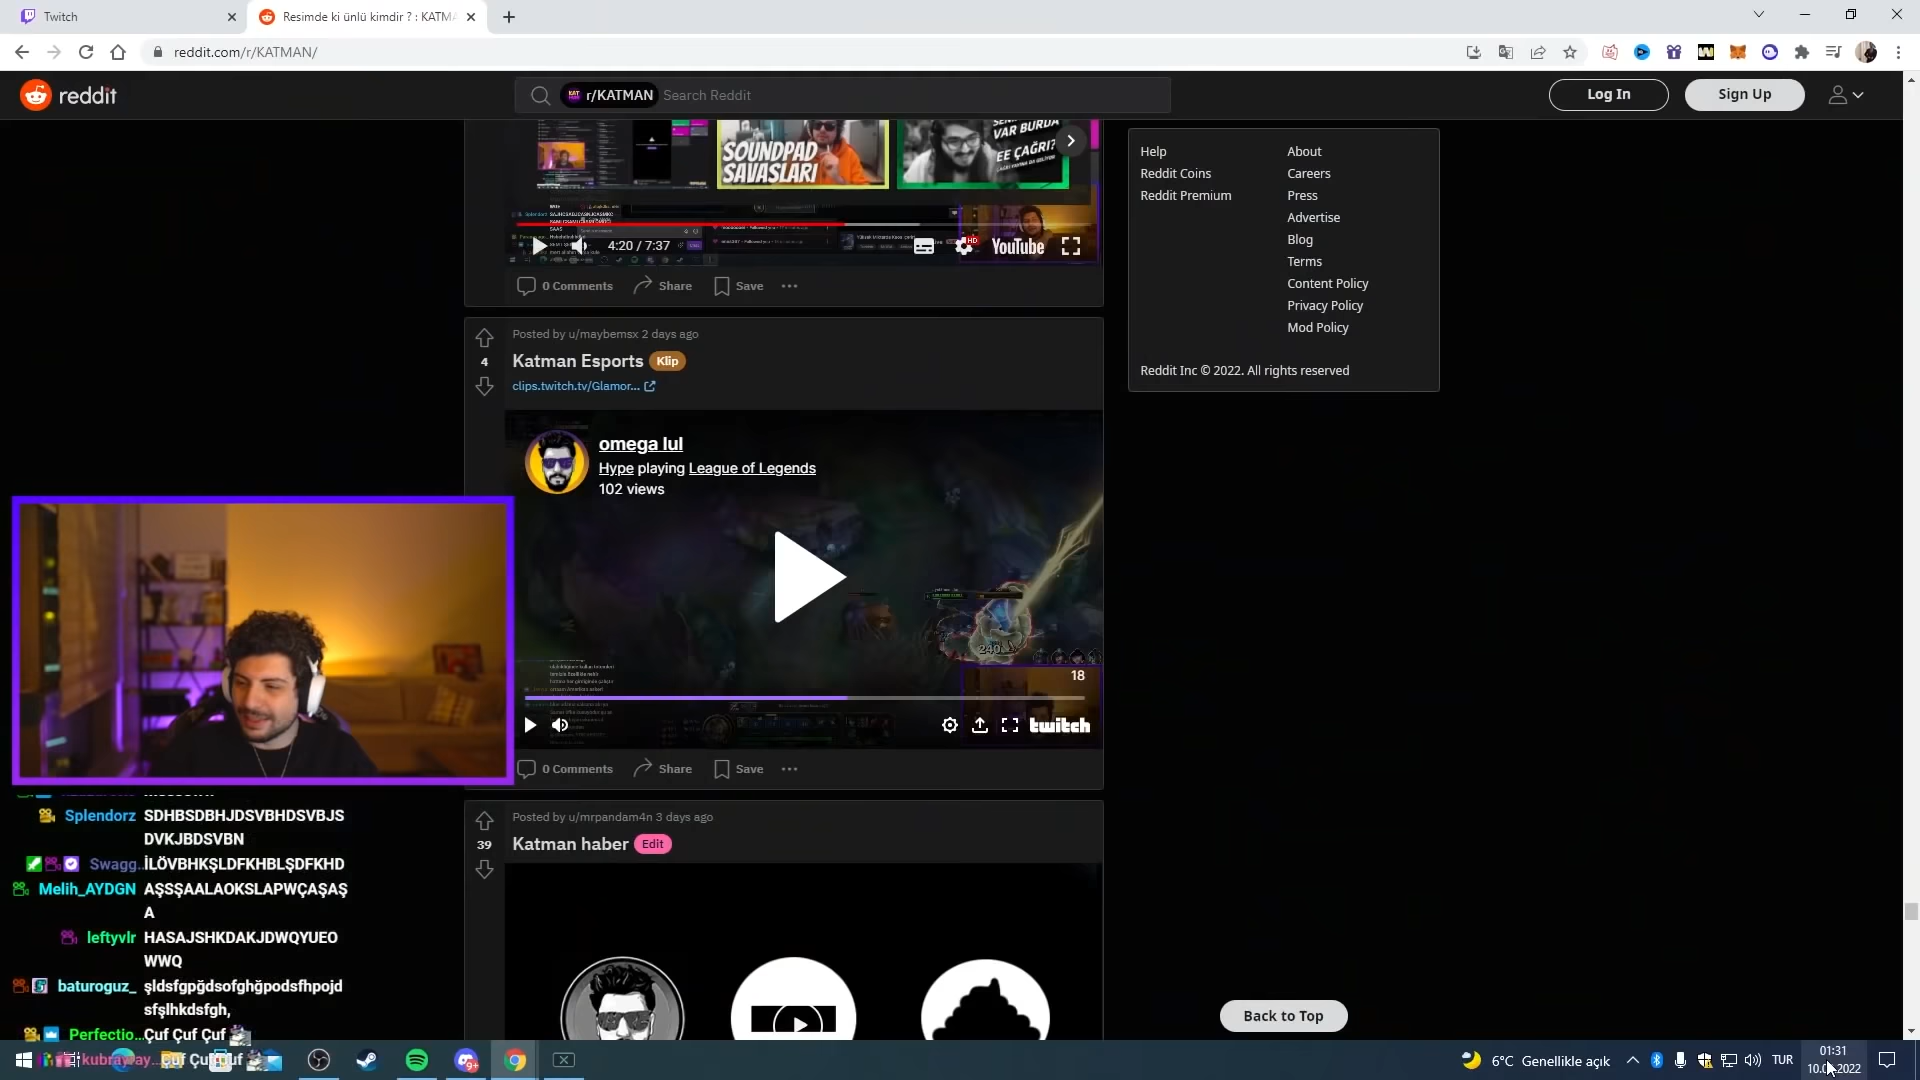 Twitch
Resimde ki ünlü kimdir ? : KATMA
reddit.com/r/KATMAN/
reddit
r/KATMAN
Search Reddit
Log In
Sign Up
SOUNDPAD
SAVAŞLARI
VAR BURDA
EE ÇAĞRI?
4:20 / 7:37
HD
YouTube
0 Comments
Share
Save
Help
Reddit Coins
Reddit Premium
About
Careers
Press
Advertise
Blog
Terms
Content Policy
Privacy Policy
Mod Policy
Reddit Inc © 2022. All rights reserved
Posted by u/maybemsx 2 days ago
4
Katman Esports Klip
clips.twitch.tv/Glamor...
omega lul
Hype playing League of Legends
102 views
240
18
twitch
0 Comments
Share
Save
Posted by u/mrpandam4n 3 days ago
39
Katman haber Edit
Splendorz SDHBSDBHJDSVBHDSVBJS
DVKJBDSVBN
Swagg.. İLÖVBHKŞLDFKHBLŞDFKHD
Melih_AYDGN AŞSŞAALAOKSLAPWÇAŞAŞ
A
leftyvlr HASAJSHKDAKJDWQYUEO
WWQ
baturoguz_ şldsfgpğdsofghğpodsfhpojd
sfşlhkdsfgh,
Perfectio... Çuf Çuf Çuf
kubrayray...
Back to Top
9+
6°C Genellikle açık
TUR
01:31